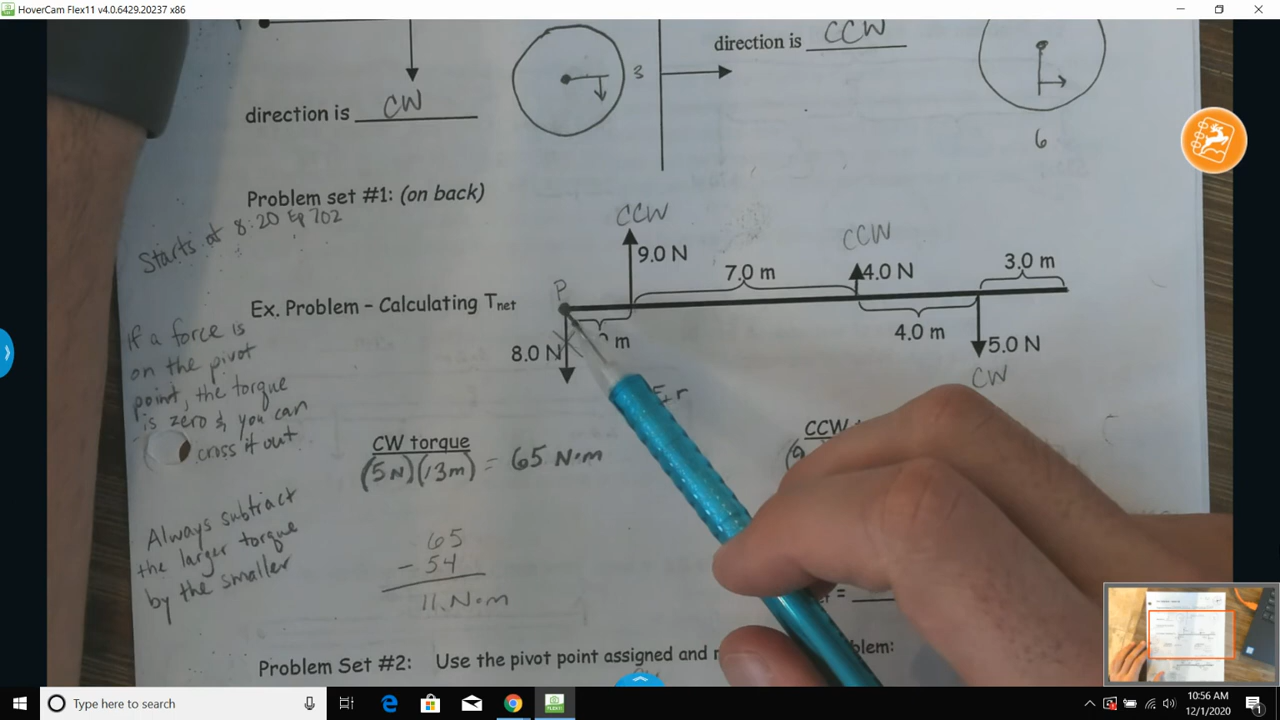 HoverCam Flex11 v4.0.6429.20237 x86
direction is CW
3
direction is CCW
6
Problem set #1: (on back)
Starts at 8:20 Ep 702
CCW
9.0 N
7.0 m
CCW
4.0 N
3.0 m
P
Ex. Problem – Calculating Tnet
8.0 N
m
4.0 m
5.0 N
CW
If a force is
on the pivot
point, the torque
is zero &, you can
cross it out
r
CW torque
(5N)(13m) = 65 N·m
CCW
(9
Always subtract
the larger torque
by the smaller
65
- 54
11. N·m
=
Problem Set #2: Use the pivot point assigned and
blem:
Type here to search
10:56 AM
12/1/2020